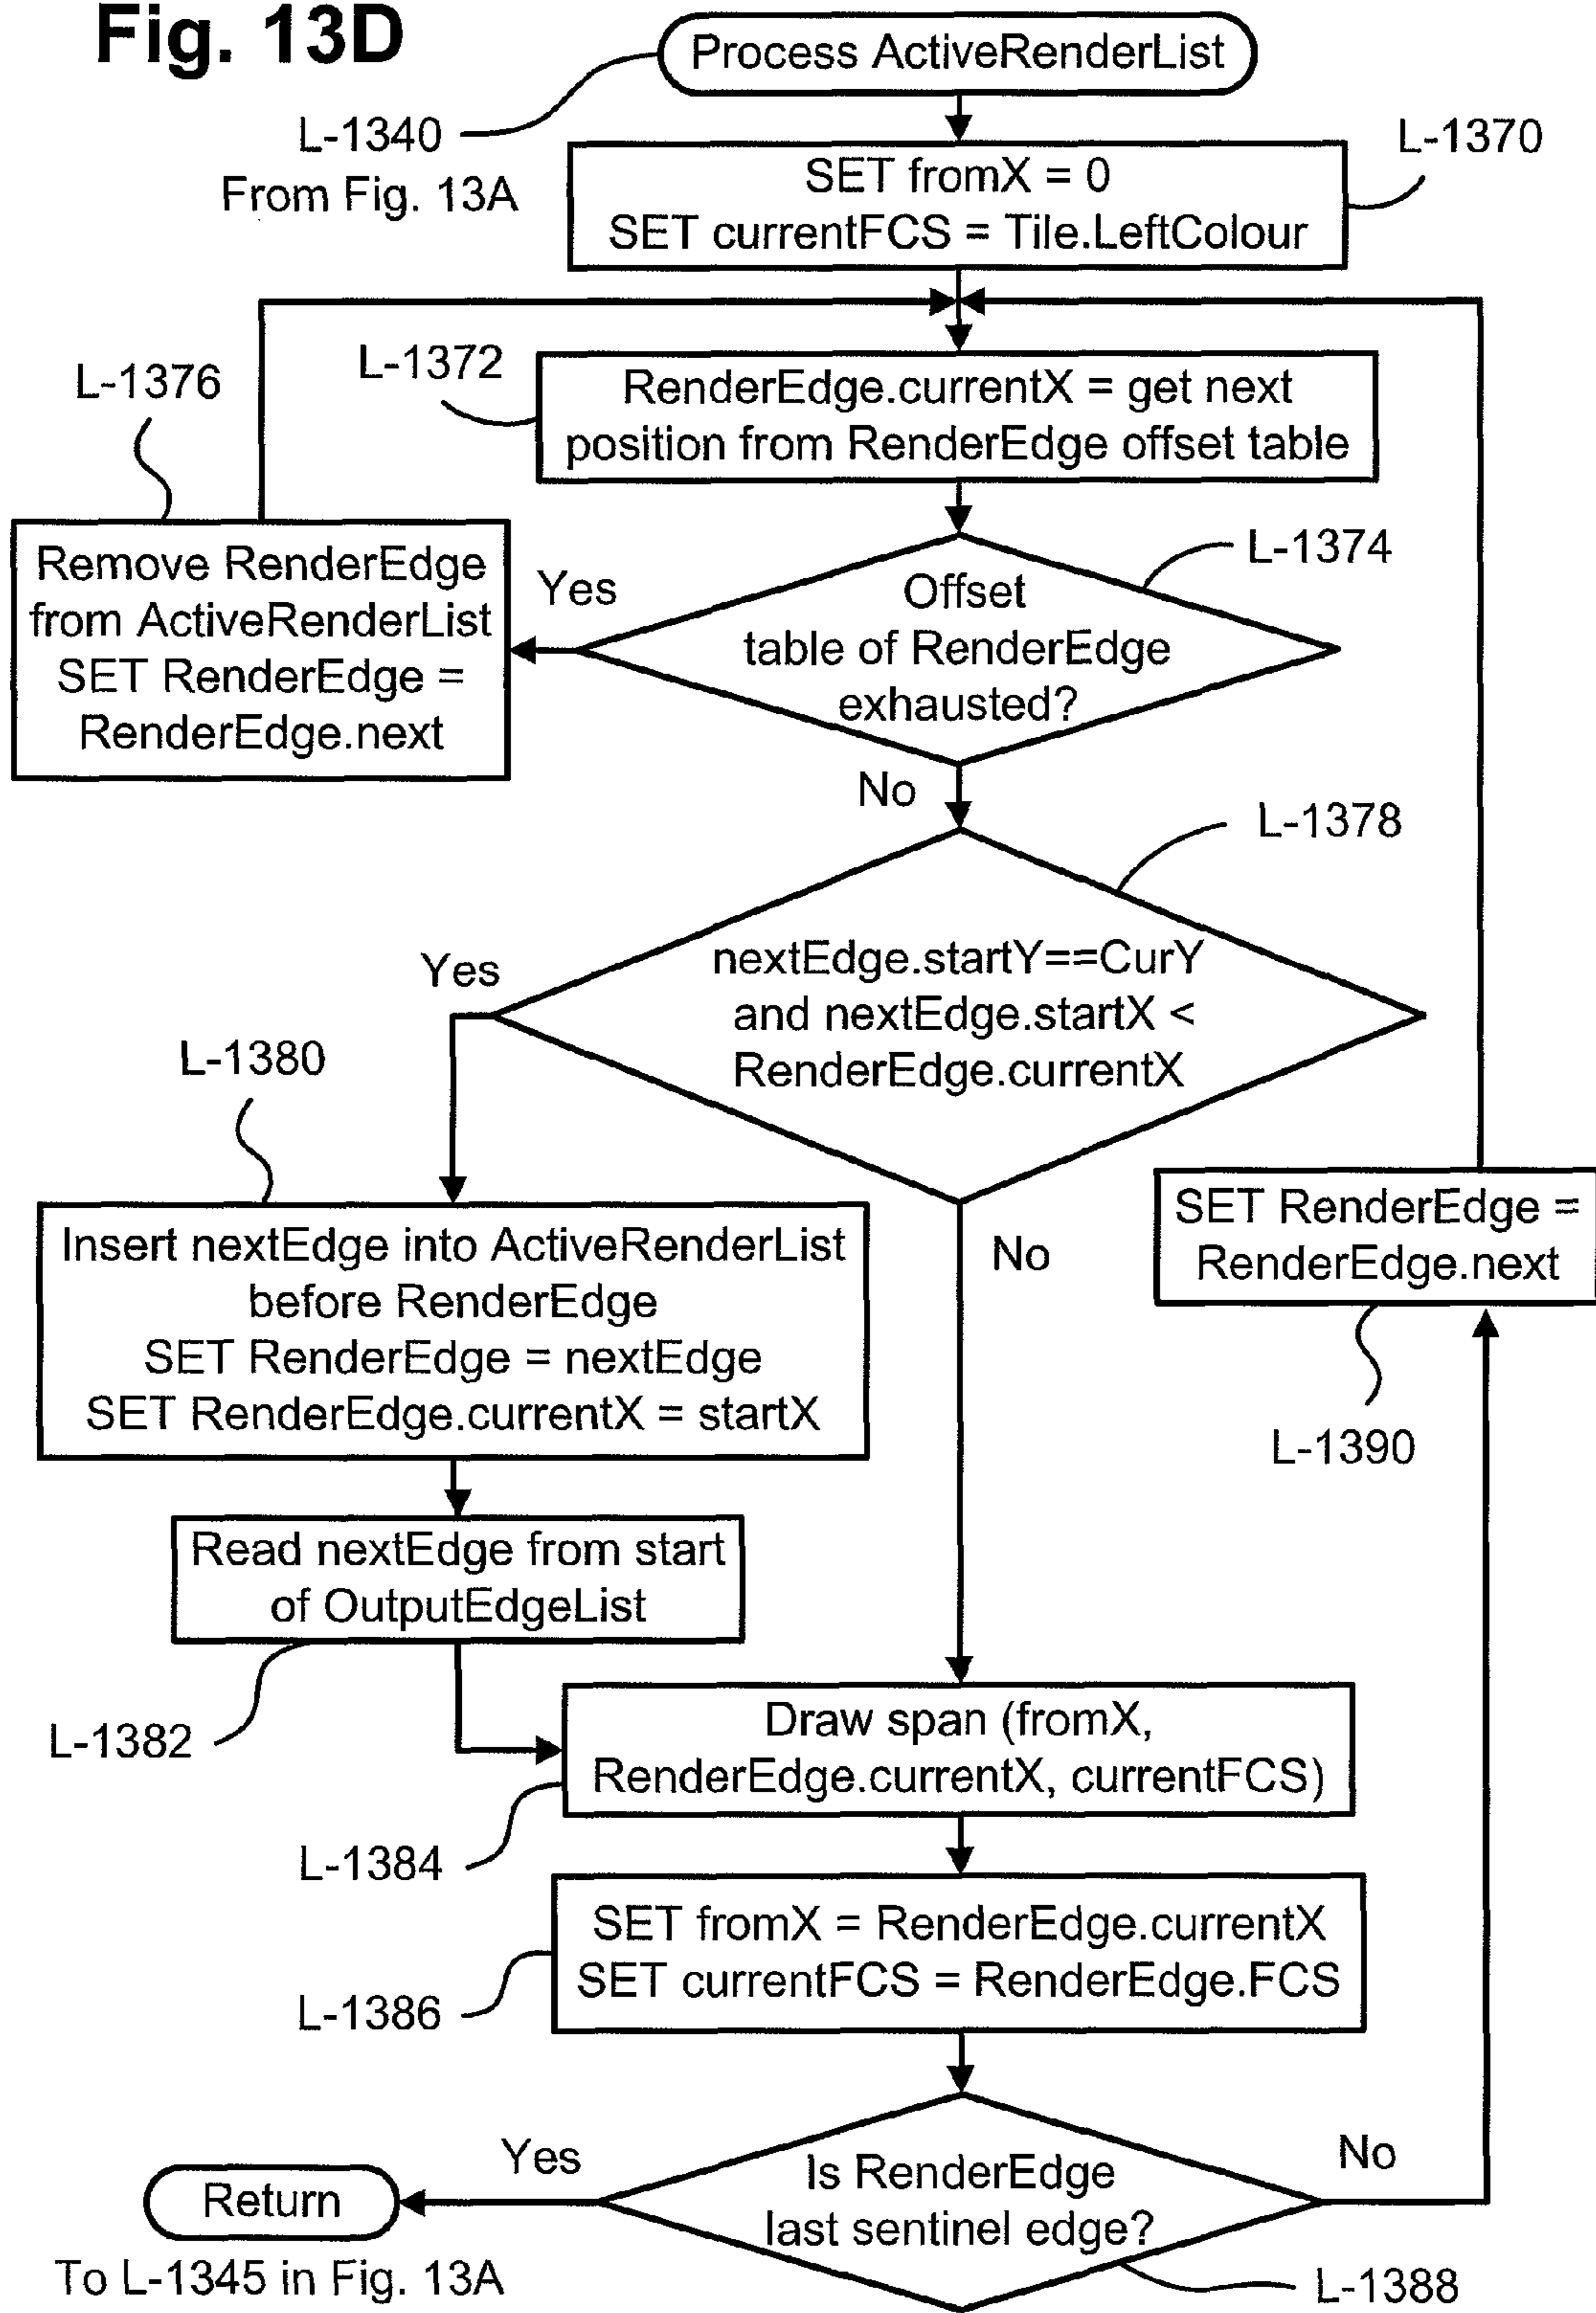 Fig. 13D
Process ActiveRenderList
L-1340
From Fig. 13A
L-1370
SET fromX = 0
SET currentFCS = Tile.LeftColour
L-1372
L-1376
RenderEdge.currentX = get next
position from RenderEdge offset table
L-1374
Remove RenderEdge
from ActiveRenderList
SET RenderEdge =
RenderEdge.next
Yes
Offset
table of RenderEdge
exhausted?
No
L-1378
Yes
nextEdge.startY==CurY
and nextEdge.startX <
RenderEdge.currentX
L-1380
No
SET RenderEdge =
RenderEdge.next
L-1390
Insert nextEdge into ActiveRenderList
before RenderEdge
SET RenderEdge = nextEdge
SET RenderEdge.currentX = startX
Read nextEdge from start
of OutputEdgeList
L-1382
Draw span (fromX,
RenderEdge.currentX, currentFCS)
L-1384
SET fromX = RenderEdge.currentX
SET currentFCS = RenderEdge.FCS
L-1386
Yes
No
Is RenderEdge
last sentinel edge?
Return
To L-1345 in Fig. 13A
L-1388